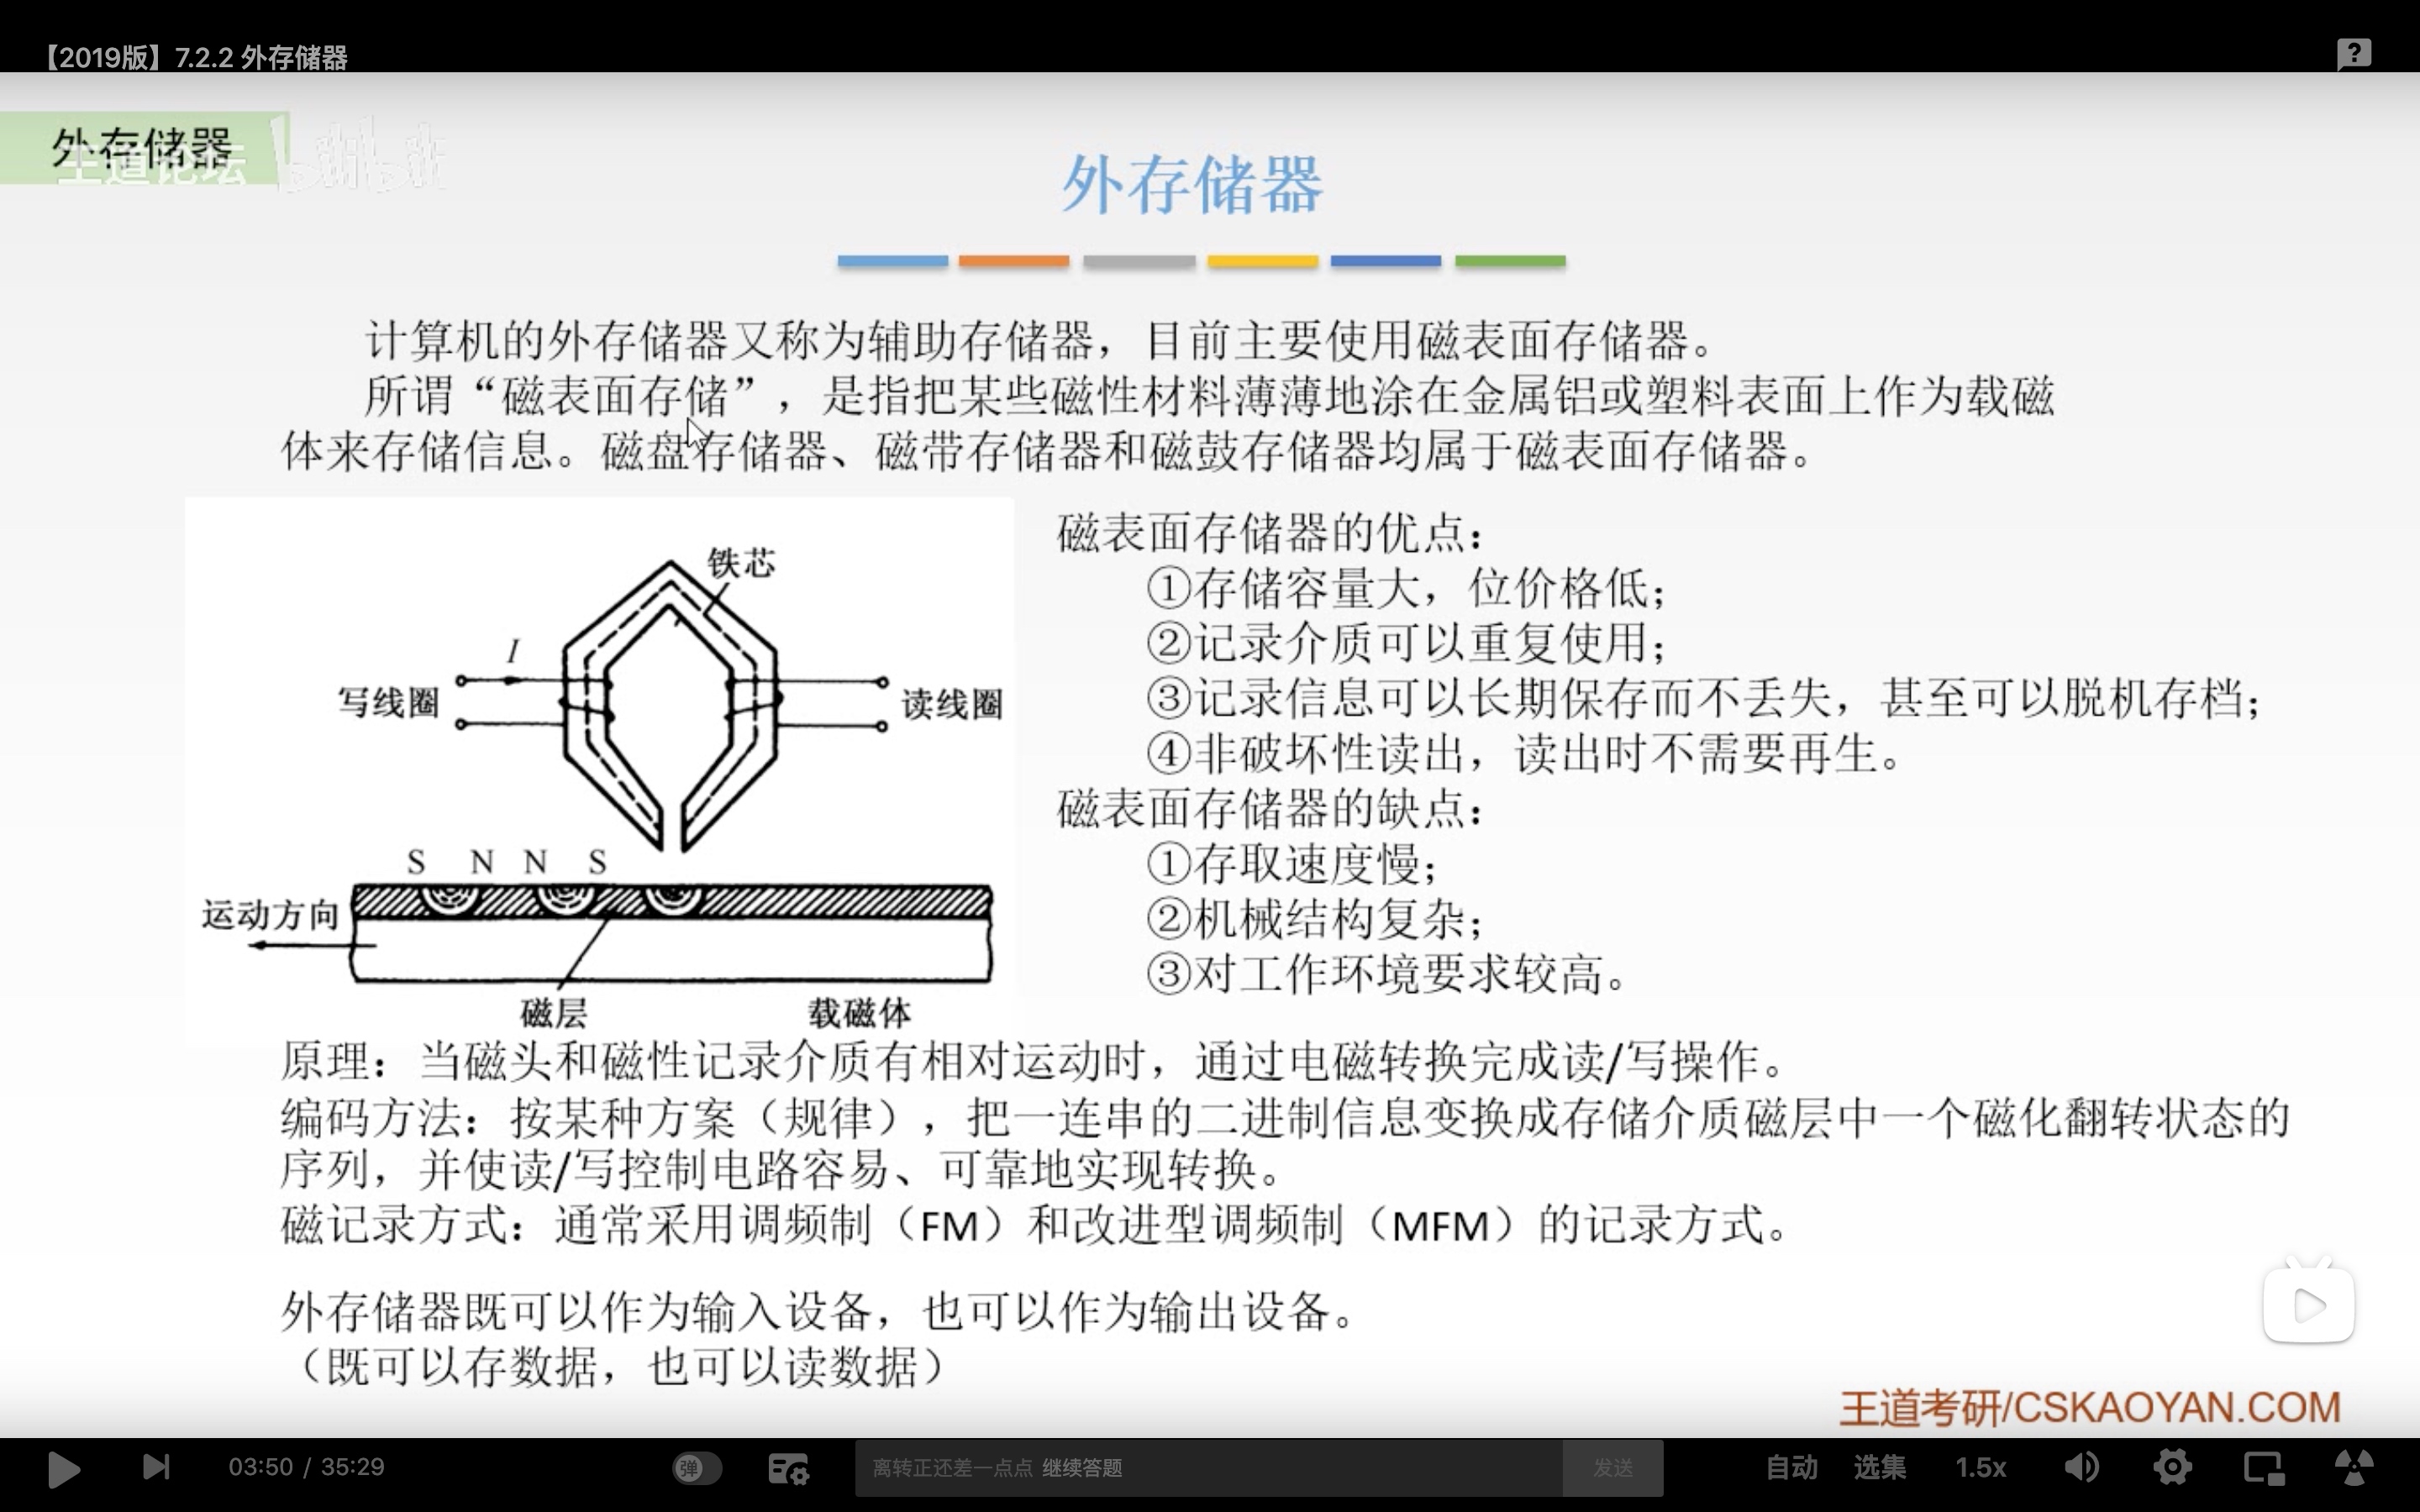 【2019版】7.2.2 外存储器
?
外存储器
王道论坛 bilibili
外存储器
计算机的外存储器又称为辅助存储器，目前主要使用磁表面存储器。
所谓“磁表面存储”，是指把某些磁性材料薄薄地涂在金属铝或塑料表面上作为载磁
体来存储信息。磁盘存储器、磁带存储器和磁鼓存储器均属于磁表面存储器。
铁芯
I
写线圈
读线圈
S N N S
运动方向
磁层
载磁体
磁表面存储器的优点：
①存储容量大，位价格低；
②记录介质可以重复使用；
③记录信息可以长期保存而不丢失，甚至可以脱机存档；
④非破坏性读出，读出时不需要再生。
磁表面存储器的缺点：
①存取速度慢；
②机械结构复杂；
③对工作环境要求较高。
原理：当磁头和磁性记录介质有相对运动时，通过电磁转换完成读/写操作。
编码方法：按某种方案（规律），把一连串的二进制信息变换成存储介质磁层中一个磁化翻转状态的
序列，并使读/写控制电路容易、可靠地实现转换。
磁记录方式：通常采用调频制（FM）和改进型调频制（MFM）的记录方式。
外存储器既可以作为输入设备，也可以作为输出设备。
（既可以存数据，也可以读数据）
王道考研/CSKAOYAN.COM
03:50 / 35:29
弹
离转正还差一点点 继续答题
发送
自动
选集
1.5x